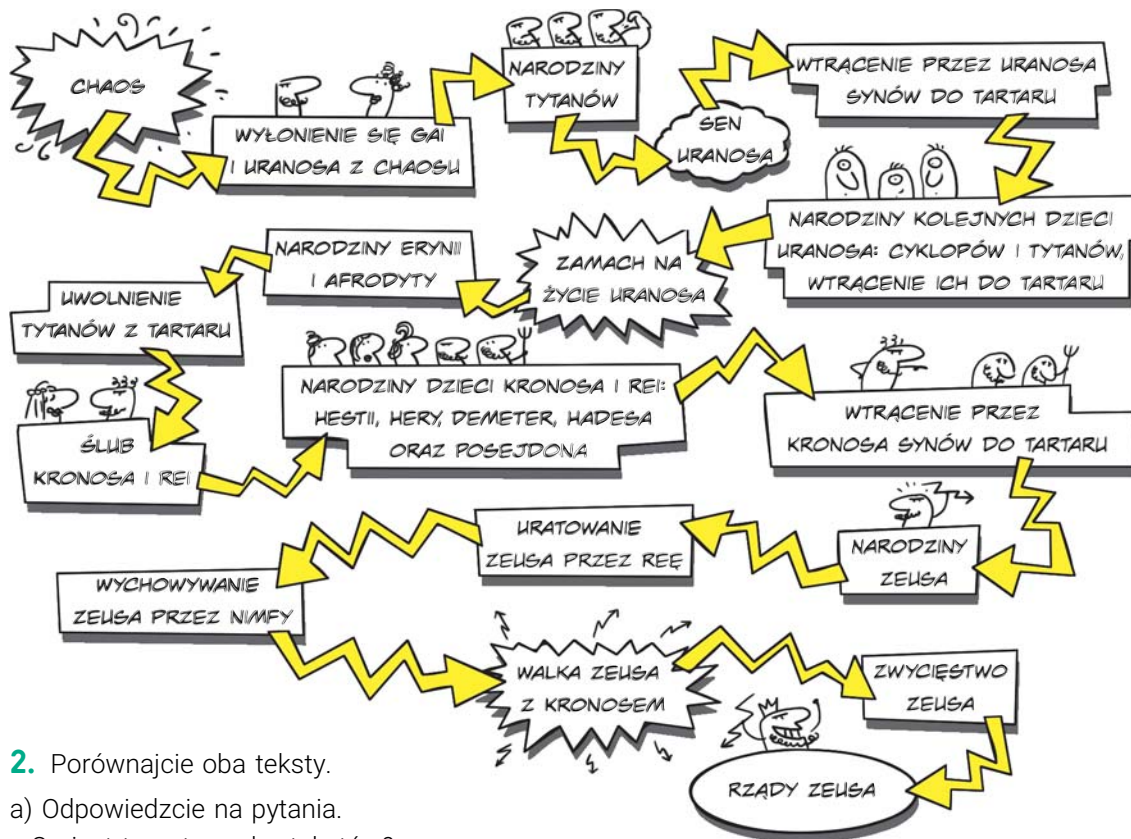 CHAOS
WYŁONIENIE SIĘ GAI
I URANOSA Z CHAOSU
NARODZINY
TYTANÓW
SEN
URANOSA
WTRĄCENIE PRZEZ URANOSA
SYNÓW DO TARTARU
NARODZINY KOLEJNYCH DZIECI
URANOSA: CYKLOPÓW I TYTANÓW,
WTRĄCENIE ICH DO TARTARU
ZAMACH NA
ŻYCIE URANOSA
NARODZINY ERYNII
I AFRODYTY
UWOLNIENIE
TYTANÓW Z TARTARU
ŚLUB
KRONOSA I REI
NARODZINY DZIECI KRONOSA I REI:
HESTII, HERY, DEMETER, HADESA
ORAZ POSEJDONA
WTRĄCENIE PRZEZ
KRONOSA SYNÓW DO TARTARU
NARODZINY
ZEUSA
URATOWANIE
ZEUSA PRZEZ REĘ
WYCHOWYWANIE
ZEUSA PRZEZ NIMFY
WALKA ZEUSA
Z KRONOSEM
ZWYCIĘSTWO
ZEUSA
RZĄDY ZEUSA
2. Porównajcie oba teksty.
a) Odpowiedzcie na pytania.